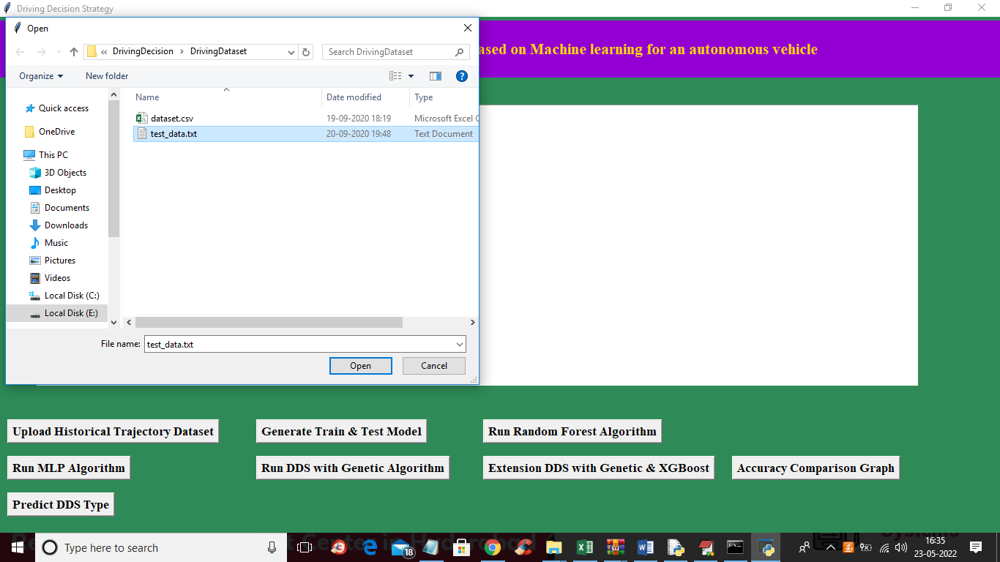 Driving Decision Strategy
Open
« DrivingDecision > DrivingDataset
Search DrivingDataset
ased on Machine learning for an autonomous vehicle
Organize
New folder
Name
Date modified
Type
Quick access
OneDrive
This PC
3D Objects
Desktop
Documents
Downloads
Music
Pictures
Videos
Local Disk (C:)
Local Disk (E:)
dataset.csv 19-09-2020 18:19 Microsoft Excel C
test_data.txt 20-09-2020 19:48 Text Document
File name: test_data.txt
Open Cancel
Upload Historical Trajectory Dataset Generate Train & Test Model Run Random Forest Algorithm
Run MLP Algorithm Run DDS with Genetic Algorithm Extension DDS with Genetic & XGBoost Accuracy Comparison Graph
Predict DDS Type
Type here to search
18
16:35
23-05-2022